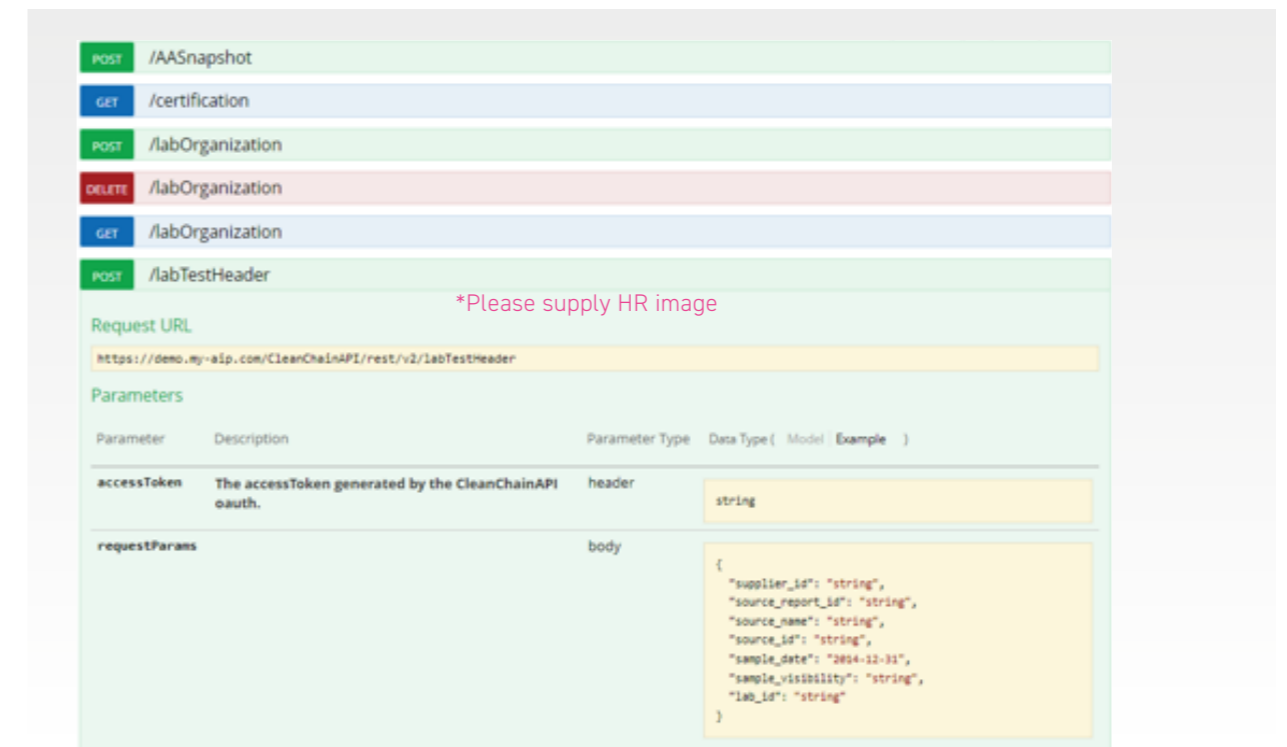 POST /AASnapshot
GET /certification
POST /labOrganization
DELETE /labOrganization
GET /labOrganization
POST /labTestHeader
*Please supply HR image
Request URL
https://demo.my-aip.com/CleanChainAPI/rest/v2/labTestHeader
Parameters
Parameter Description Parameter Type Data Type ( Model | Example )
accessToken The accessToken generated by the CleanChainAPI header
oauth.
string
requestParams body
{
"supplier_id": "string",
"source_report_id": "string",
"source_name": "string",
"source_id": "string",
"sample_date": "2014-12-31",
"sample_visibility": "string",
"lab_id": "string"
}